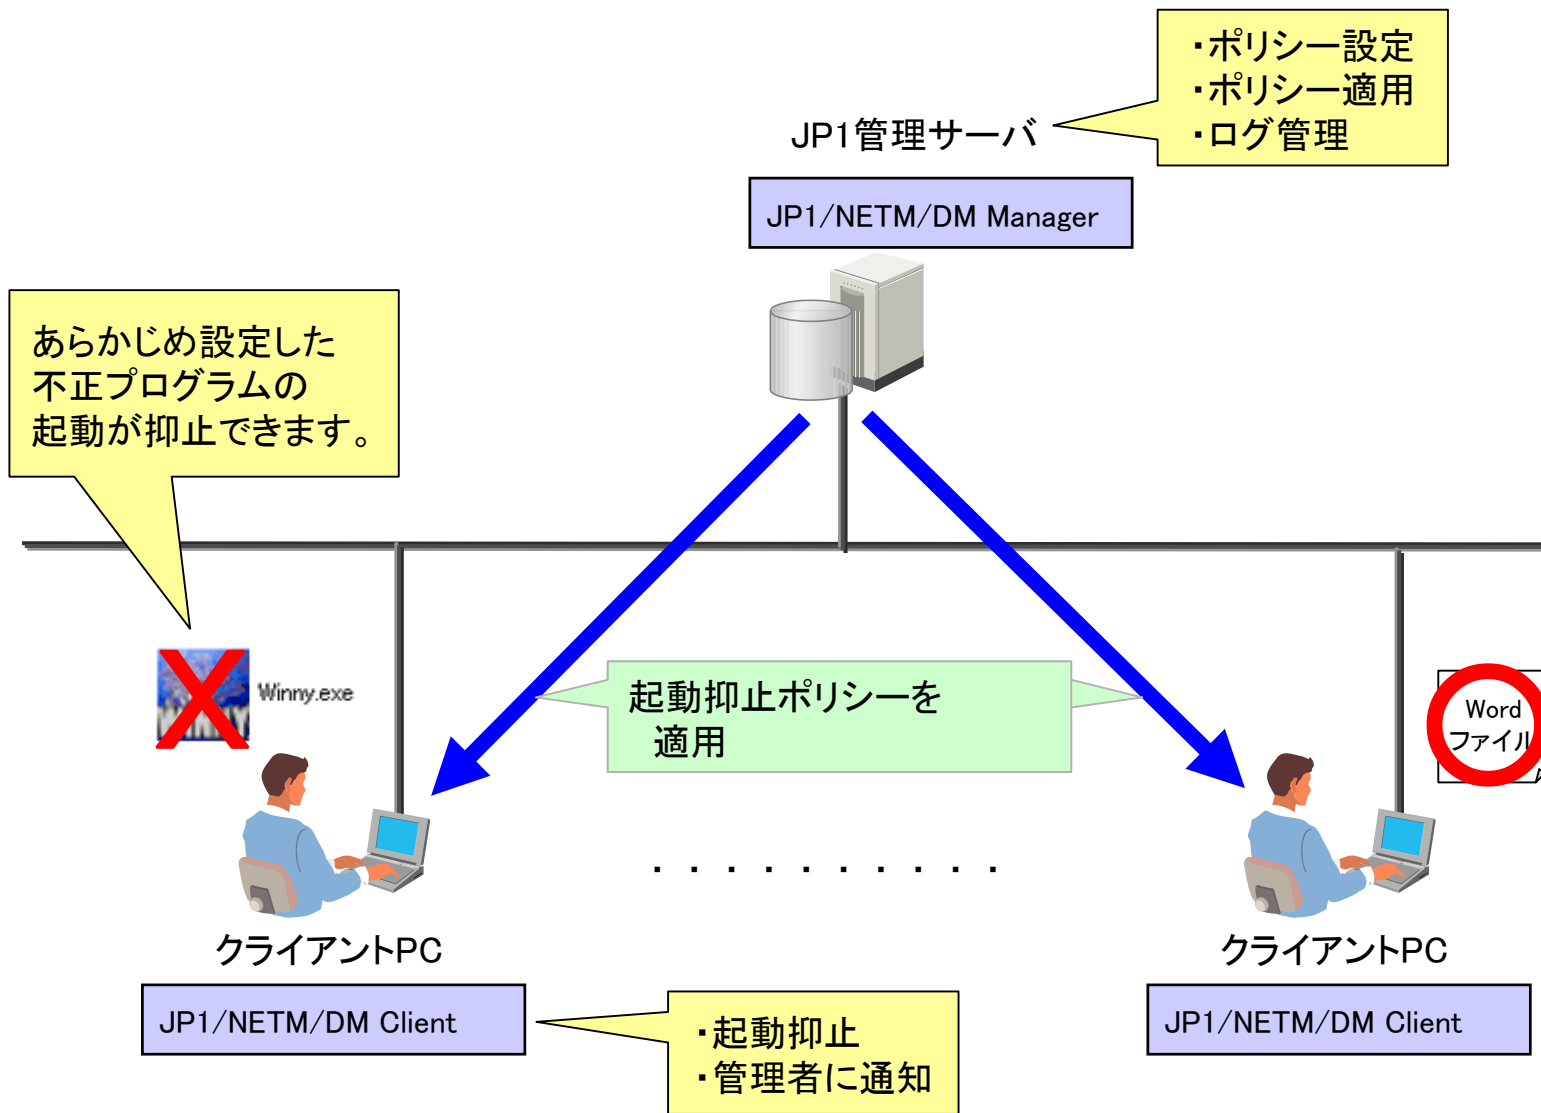 ・ポリシー設定
・ポリシー適用
・ログ管理
JP1管理サーバ
JP1/NETM/DM Manager
あらかじめ設定した
不正プログラムの
起動が抑止できます。
Winny.exe
起動抑止ポリシーを
適用
Word
ファイル
・・・・・・・・・・
クライアントPC
クライアントPC
JP1/NETM/DM Client
JP1/NETM/DM Client
・起動抑止
・管理者に通知